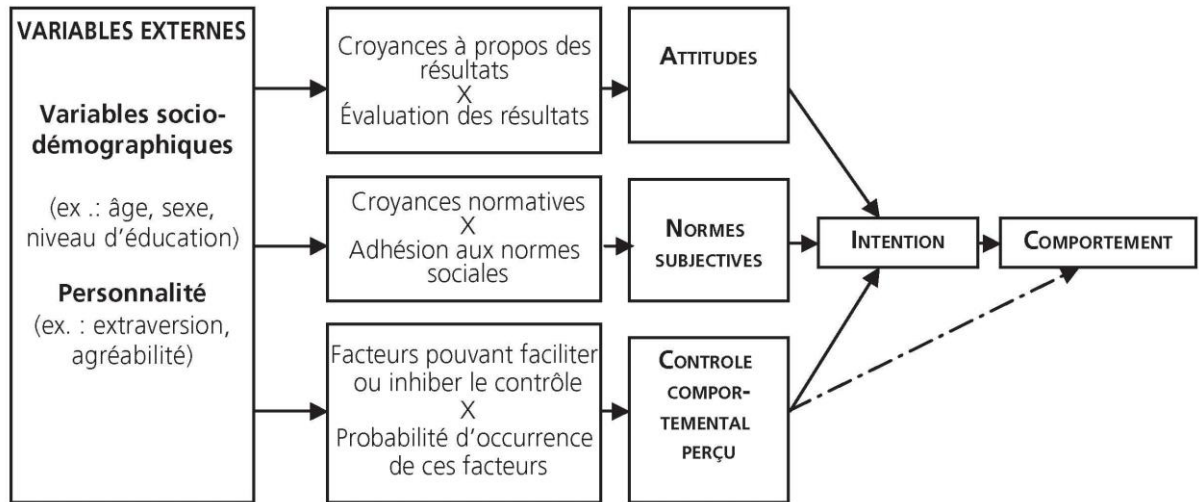 VARIABLES EXTERNES
Variables socio-
démographiques
(ex .: âge, sexe,
niveau d'éducation)
Personnalité
(ex. : extraversion,
agréabilité)
Croyances à propos des
résultats
X
Évaluation des résultats
Croyances normatives
X
Adhésion aux normes
sociales
Facteurs pouvant faciliter
ou inhiber le contrôle
X
Probabilité d'occurrence
de ces facteurs
ATTITUDES
NORMES
SUBJECTIVES
CONTROLE
COMPOR-
TEMENTAL
PERÇU
INTENTION
COMPORTEMENT